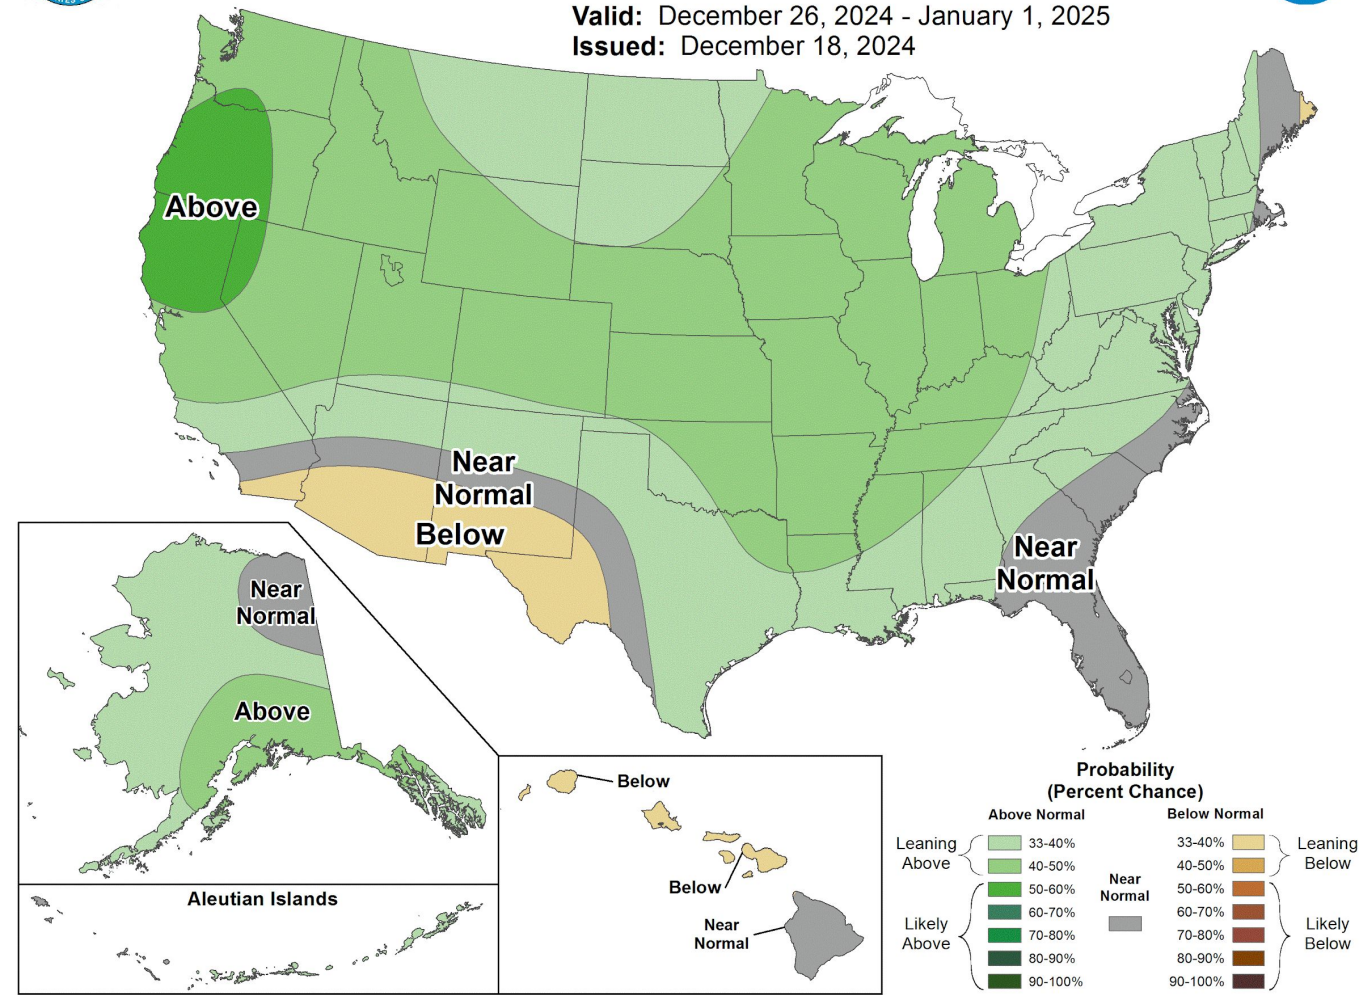 Valid: December 26, 2024 - January 1, 2025
Issued: December 18, 2024
Above
Near
Normal
Below
Near
Normal
Near
Normal
Above
Aleutian Islands
Below
Below
Near
Normal
Probability
(Percent Chance)
Above Normal
Below Normal
Leaning
Above
33-40%
40-50%
Likely
Above
50-60%
60-70%
70-80%
80-90%
90-100%
Near
Normal
33-40%
40-50%
Leaning
Below
50-60%
60-70%
70-80%
80-90%
90-100%
Likely
Below